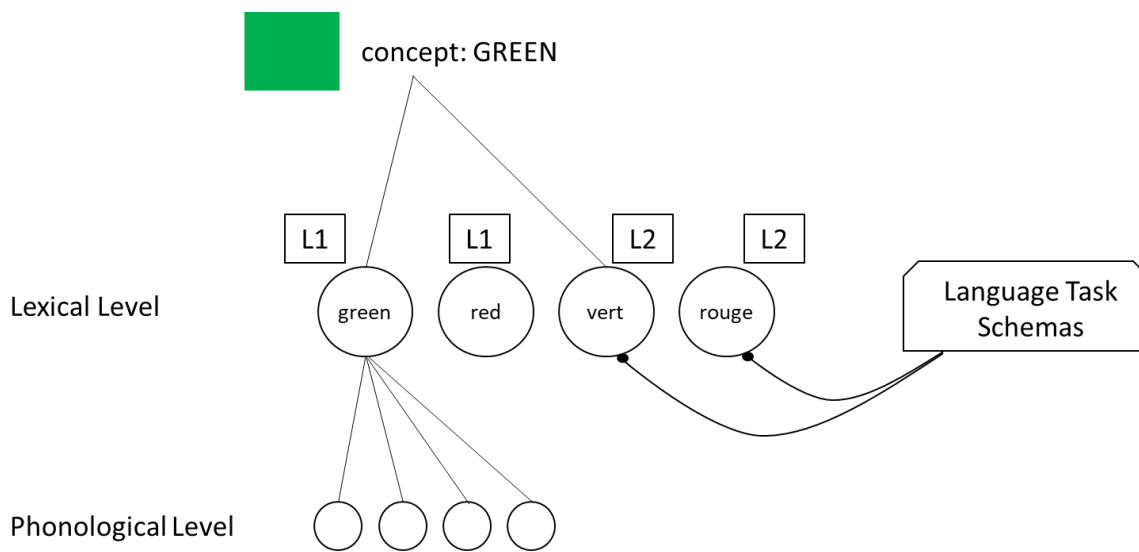 concept: GREEN
L1
L1
L2
L2
Lexical Level
green
red
vert
rouge
Language Task
Schemas
Phonological Level